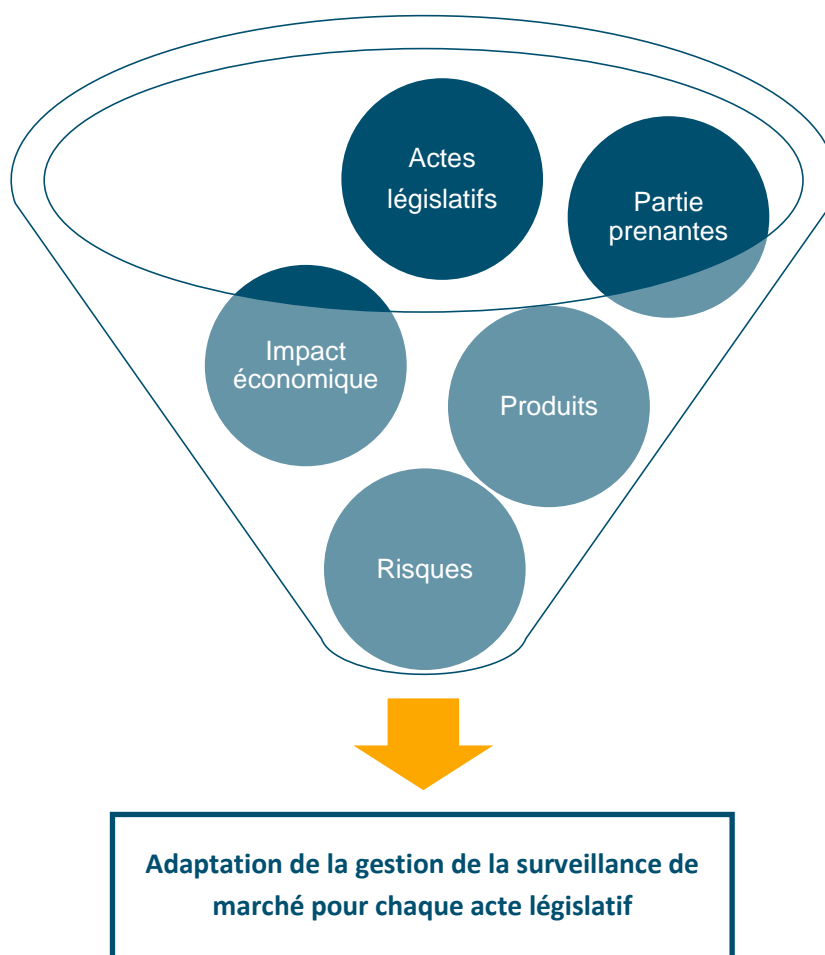 Actes
législatifs
Partie
prenantes
Impact
économique
Produits
Risques
Adaptation de la gestion de la surveillance de
marché pour chaque acte législatif